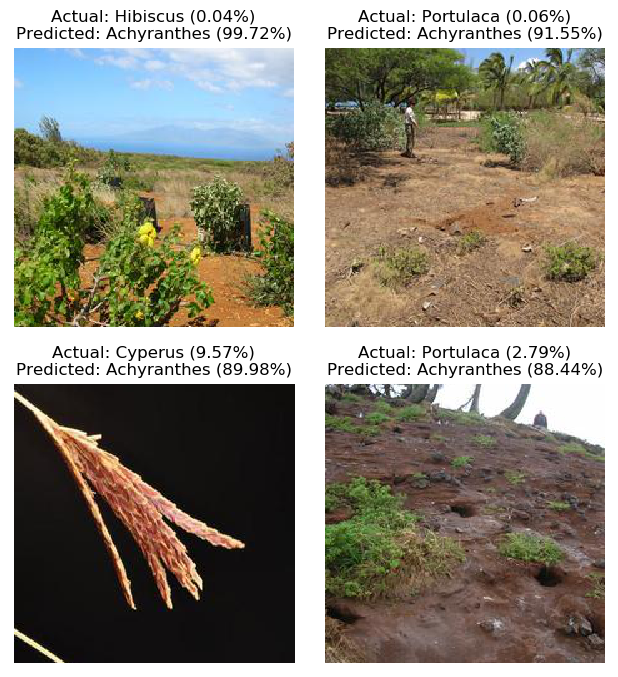 Actual: Hibiscus (0.04%)
Predicted: Achyranthes (99.72%)
Actual: Portulaca (0.06%)
Predicted: Achyranthes (91.55%)
Actual: Cyperus (9.57%)
Predicted: Achyranthes (89.98%)
Actual: Portulaca (2.79%)
Predicted: Achyranthes (88.44%)